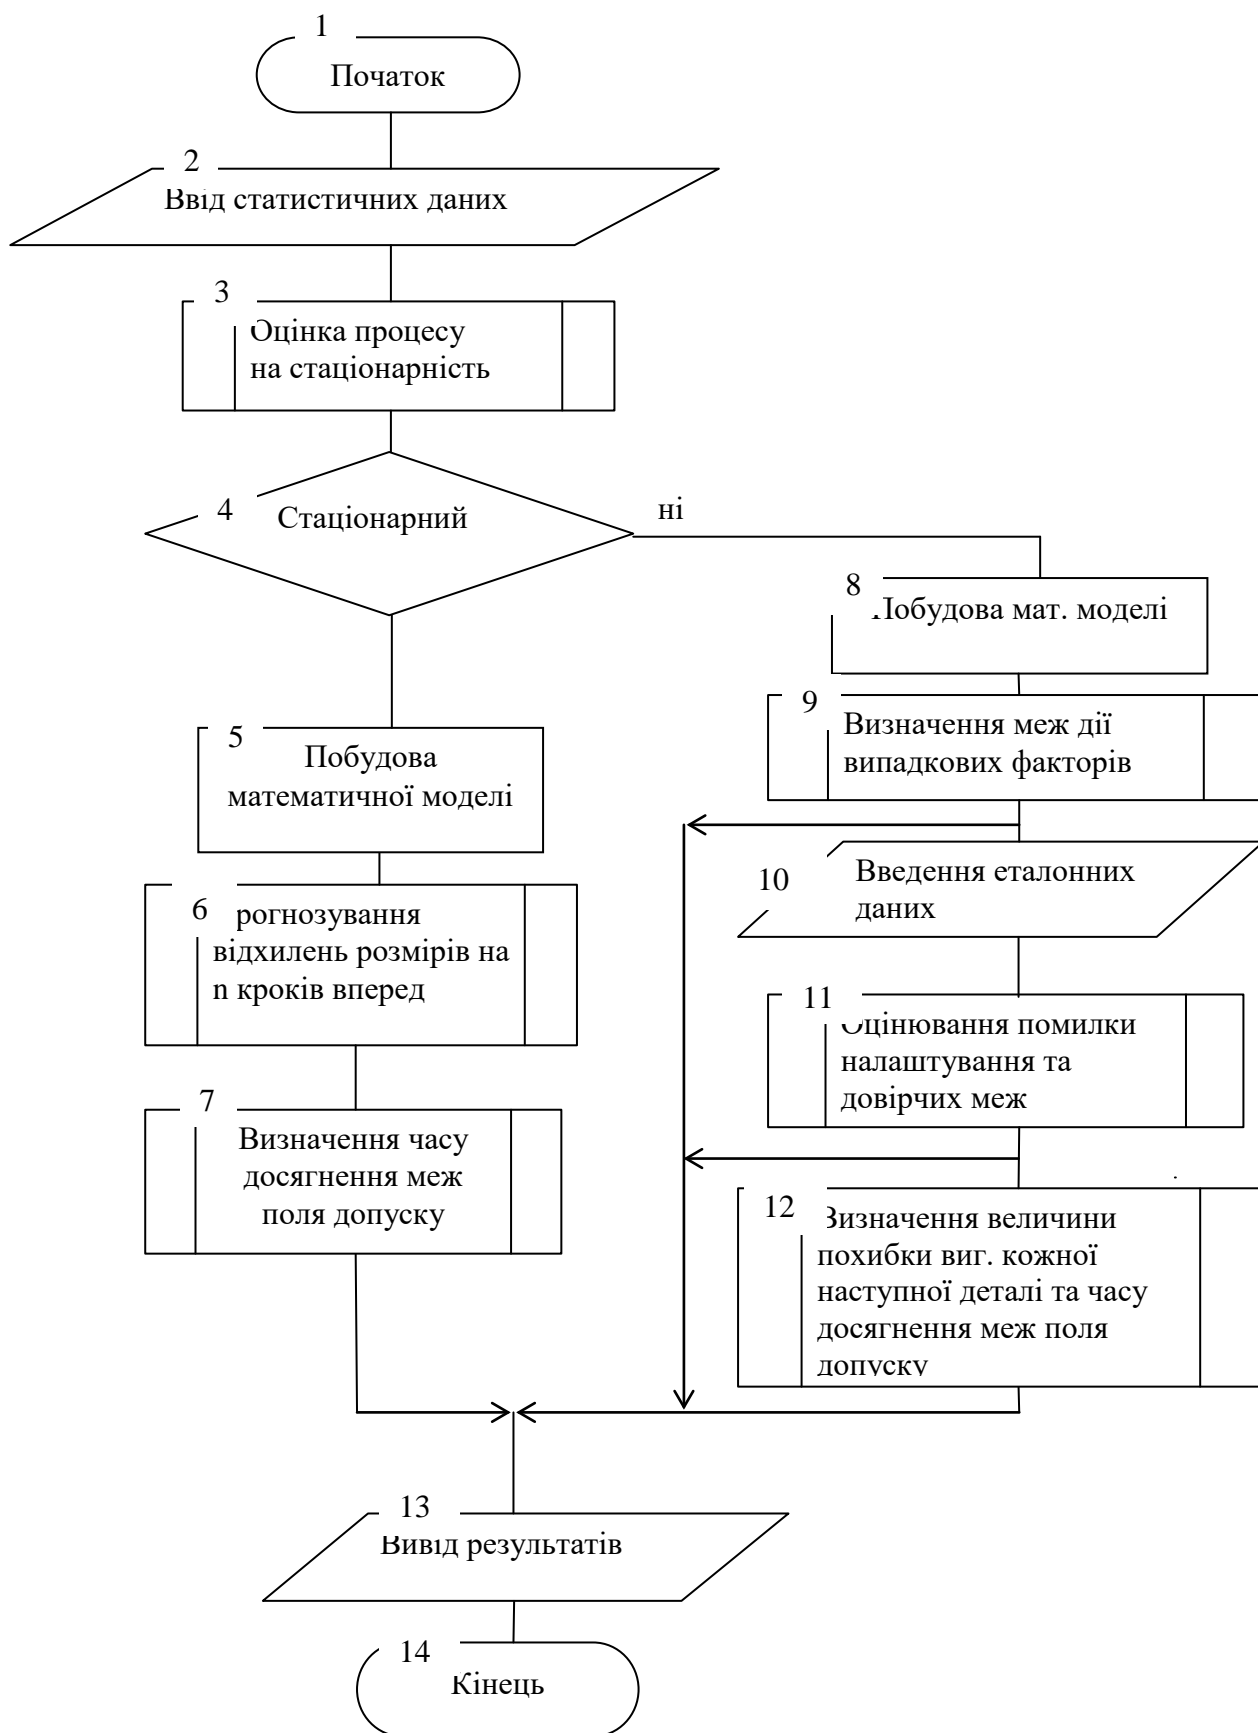 1
Початок
2
Ввід статистичних даних
3
Оцінка процесу
на стаціонарність
4
Стаціонарний
ні
5
Побудова
математичної моделі
6
рогнозування
відхилень розмірів на
n кроків вперед
7
Визначення часу
досягнення меж
поля допуску
8
Побудова мат. моделі
9
Визначення меж дії
випадкових факторів
10
Введення еталонних
даних
11
Оцінювання помилки
налаштування та
довірчих меж
12
Визначення величини
похибки виг. кожної
наступної деталі та часу
досягнення меж поля
допуску
13
Вивід результатів
14
Кінець